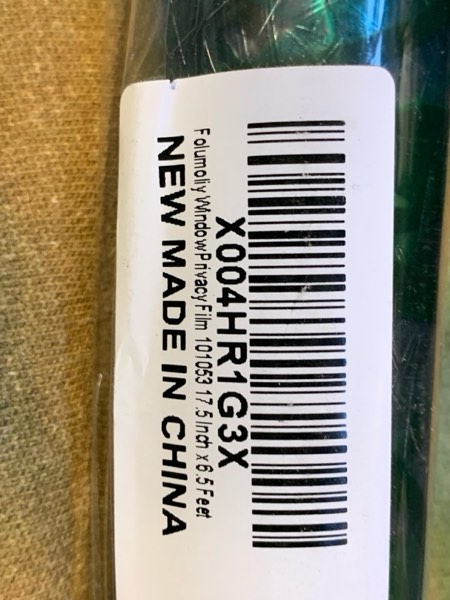 X004HR1G3X
Folumoliy Window Privacy Film 101053 17.5 Inch x 6.5 Feet
NEW MADE IN CHINA